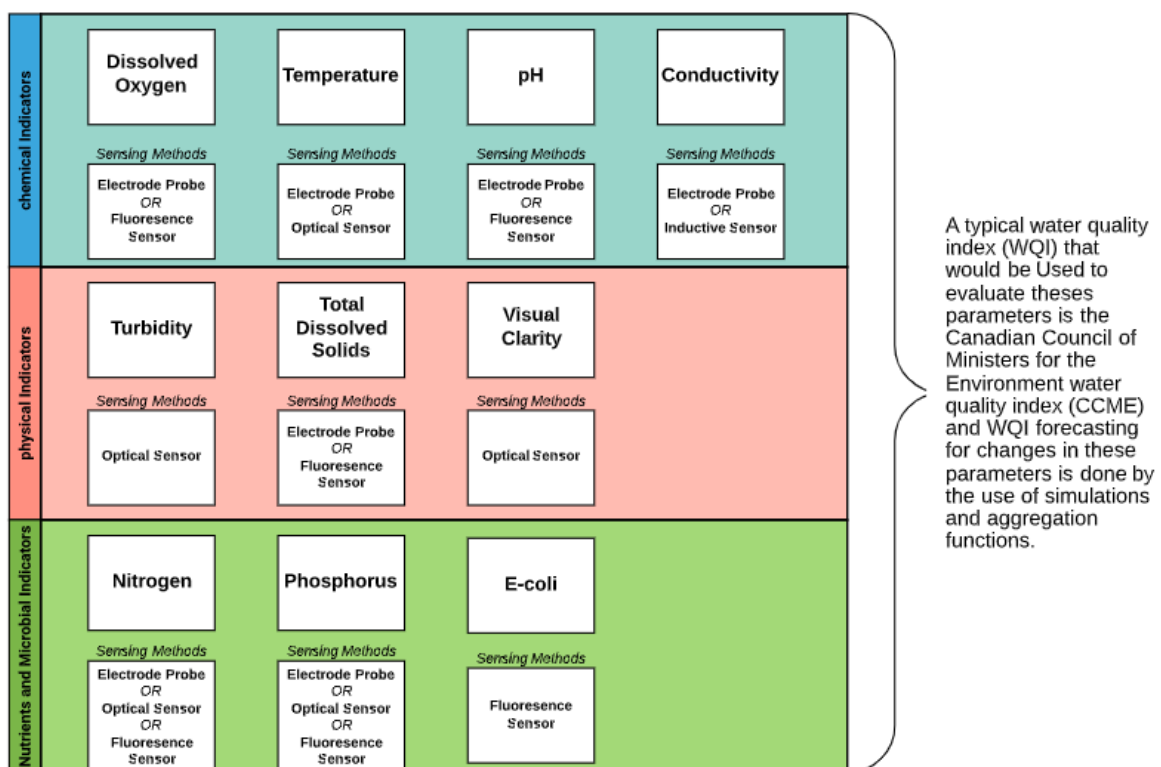 chemical Indicators
Dissolved
Oxygen
Temperature
pH
Conductivity
Sensing Methods
Electrode Probe
OR
Fluoresence
Sensor
Sensing Methods
Electrode Probe
OR
Optical Sensor
Sensing Methods
Electrode Probe
OR
Fluoresence
Sensor
Sensing Methods
Electrode Probe
OR
Inductive Sensor
physical Indicators
Turbidity
Total
Dissolved
Solids
Visual
Clarity
Sensing Methods
Optical Sensor
Sensing Methods
Electrode Probe
OR
Fluoresence
Sensor
Sensing Methods
Optical Sensor
Nutrients and Microbial Indicators
Nitrogen
Phosphorus
E-coli
Sensing Methods
Electrode Probe
OR
Optical Sensor
OR
Fluoresence
Sensor
Sensing Methods
Electrode Probe
OR
Optical Sensor
OR
Fluoresence
Sensor
Sensing Methods
Fluoresence
Sensor
A typical water quality
index (WQI) that
would be Used to
evaluate theses
parameters is the
Canadian Council of
Ministers for the
Environment water
quality index (CCME)
and WQI forecasting
for changes in these
parameters is done by
the use of simulations
and aggregation
functions.